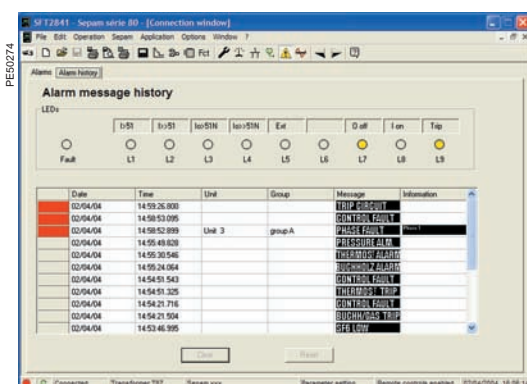 PE50274
SFT2841 - Sepam série 80 - [Connection window]
File Edit Operation Sepam Application Options Window ?
Alarms Alarm history
Alarm message history
LEDs
I>51 I>>51 Io>51N Io>>51N Ext 0 off I on Trip
Fault L1 L2 L3 L4 L5 L6 L7 L8 L9
Date Time Unit Group Message Information
02/04/04 14:59:26.800 TRIP CIRCUIT
02/04/04 14:58:53.095 CONTROL FAULT
02/04/04 14:58:52.899 Unit 3 group A PHASE FAULT Phase 1
02/04/04 14:55:49.828 PRESSURE ALM.
02/04/04 14:55:30.546 THERMOST ALARM
02/04/04 14:55:24.064 BUCHHOLZ ALARM
02/04/04 14:54:51.543 CONTROL FAULT
02/04/04 14:54:51.325 THERMOST TRIP
02/04/04 14:54:21.716 CONTROL FAULT
02/04/04 14:54:21.504 BUCHH/GAS TRIP
02/04/04 14:53:46.995 SF6 LOW
Clear Reset
Connected Transformer T87 Sepam xxx Parameter setting Remote controls enabled